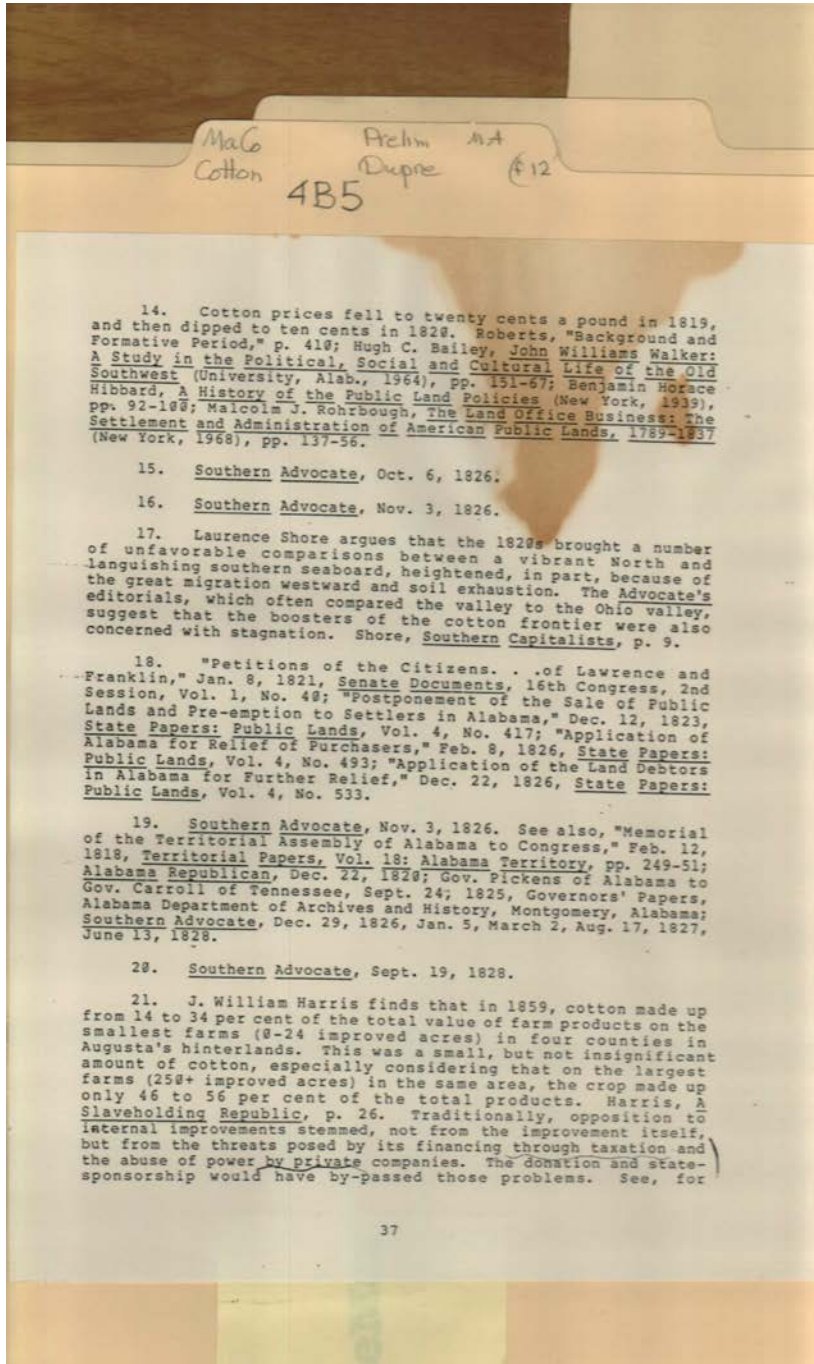 MaCo Prelim MA
Cotton Dupre
4B5
14. Cotton prices fell to twenty cents a pound in 1819,
and then dipped to ten cents in 1820. Roberts, "Background and
Formative Period," p. 410; Hugh C. Bailey, John Williams Walker:
A Study in the Political, Social and Cultural Life of the Old
Southwest (University, Alab., 1964), pp. 151-67; Benjamin Horace
Hibbard, A History of the Public Land Policies (New York, 1939),
pp. 92-100; Malcolm J. Rohrbough, The Land Office Business: The
Settlement and Administration of American Public Lands, 1789-1837
(New York, 1968), pp. 137-56.
15. Southern Advocate, Oct. 6, 1826.
16. Southern Advocate, Nov. 3, 1826.
17. Laurence Shore argues that the 1820s brought a number
of unfavorable comparisons between a vibrant North and
languishing southern seaboard, heightened, in part, because of
the great migration westward and soil exhaustion. The Advocate's
editorials, which often compared the valley to the Ohio valley,
suggest that the boosters of the cotton frontier were also
concerned with stagnation. Shore, Southern Capitalists, p. 9.
18. "Petitions of the Citizens. . .of Lawrence and
Franklin," Jan. 8, 1821, Senate Documents, 16th Congress, 2nd
Session, Vol. 1, No. 40; "Postponement of the Sale of Public
Lands and Pre-emption to Settlers in Alabama," Dec. 12, 1823,
State Papers: Public Lands, Vol. 4, No. 417; "Application of
Alabama for Relief of Purchasers," Feb. 8, 1826, State Papers:
Public Lands, Vol. 4, No. 493; "Application of the Land Debtors
in Alabama for Further Relief," Dec. 22, 1826, State Papers:
Public Lands, Vol. 4, No. 533.
19. Southern Advocate, Nov. 3, 1826. See also, "Memorial
of the Territorial Assembly of Alabama to Congress," Feb. 12,
1818, Territorial Papers, Vol. 18: Alabama Territory, pp. 249-51;
Alabama Republican, Dec. 22, 1820; Gov. Pickens of Alabama to
Gov. Carroll of Tennessee, Sept. 24, 1825, Governors' Papers,
Alabama Department of Archives and History, Montgomery, Alabama;
Southern Advocate, Dec. 29, 1826, Jan. 5, March 2, Aug. 17, 1827,
June 13, 1828.
20. Southern Advocate, Sept. 19, 1828.
21. J. William Harris finds that in 1859, cotton made up
from 14 to 34 per cent of the total value of farm products on the
smallest farms (0-24 improved acres) in four counties in
Augusta's hinterlands. This was a small, but not insignificant
amount of cotton, especially considering that on the largest
farms (250+ improved acres) in the same area, the crop made up
only 46 to 56 per cent of the total products. Harris, A
Slaveholding Republic, p. 26. Traditionally, opposition to
internal improvements stemmed, not from the improvement itself,
but from the threats posed by its financing through taxation and
the abuse of power by private companies. The donation and state-
sponsorship would have by-passed those problems. See, for
37